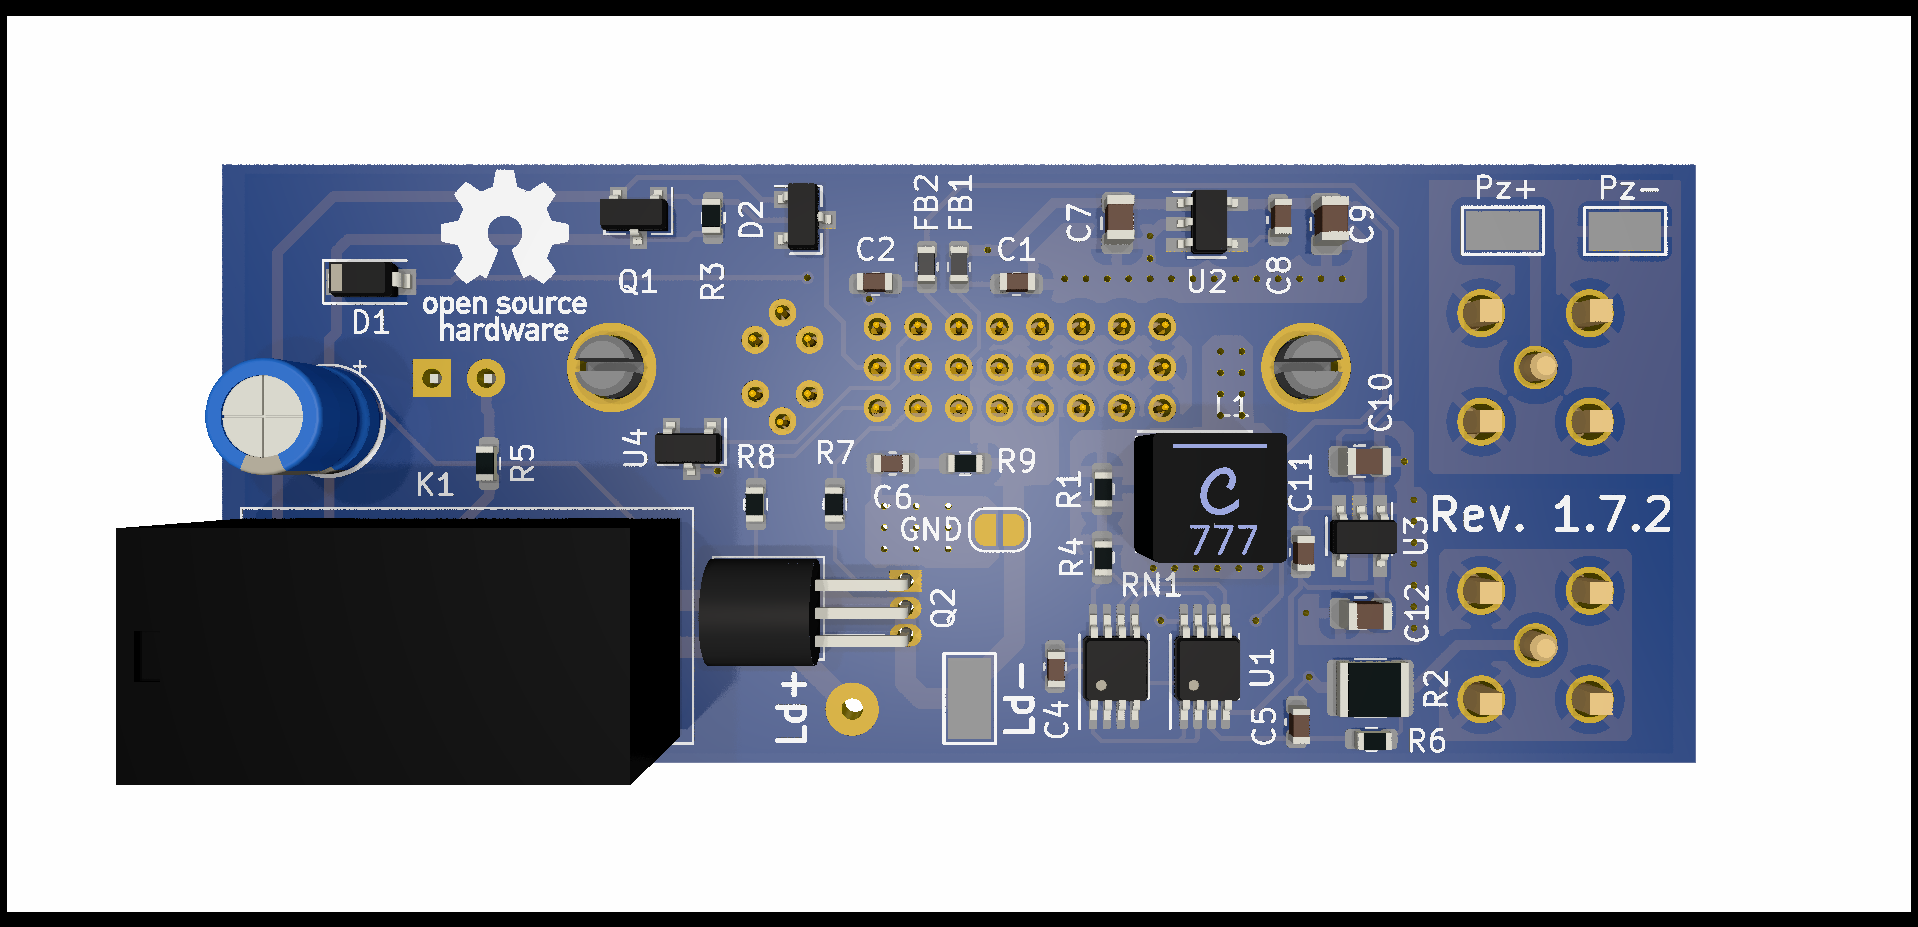 Pz+
Pz-
FB2
FB1
D2
C7
C9
C2
C1
Q1
R3
U2
C8
open source
hardware
D1
+
L1
C10
U4
R8
R7
R9
R5
K1
C6
R1
C11
C
777
Rev. 1.7.2
GND
U3
R4
RN1
Q2
C12
U1
Ld+
Ld-
C4
C5
R2
R6